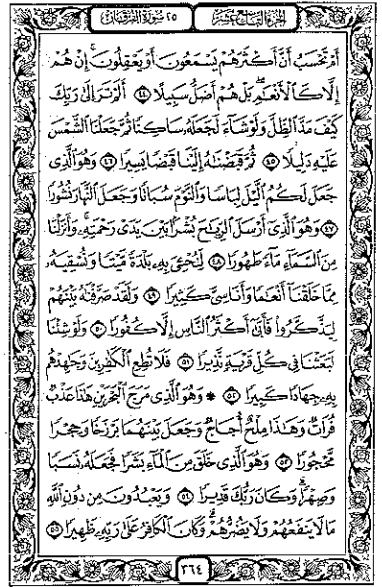 الجزء التاسع عشر
٢٥ سورة الفرقان
أَمْ تَحْسَبُ أَنَّ أَكْثَرَهُمْ يَسْمَعُونَ أَوْ يَعْقِلُونَ ۚ إِنْ هُمْ
إِلَّا كَالْأَنْعَامِ ۖ بَلْ هُمْ أَضَلُّ سَبِيلًا ٤٤ أَلَمْ تَرَ إِلَىٰ رَبِّكَ
كَيْفَ مَدَّ الظِّلَّ وَلَوْ شَاءَ لَجَعَلَهُ سَاكِنًا ثُمَّ جَعَلْنَا الشَّمْسَ
عَلَيْهِ دَلِيلًا ٤٥ ثُمَّ قَبَضْنَاهُ إِلَيْنَا قَبْضًا يَسِيرًا ٤٦ وَهُوَ الَّذِي
جَعَلَ لَكُمُ اللَّيْلَ لِبَاسًا وَالنَّوْمَ سُبَاتًا وَجَعَلَ النَّهَارَ نُشُورًا
٤٧ وَهُوَ الَّذِي أَرْسَلَ الرِّيَاحَ بُشْرًا بَيْنَ يَدَيْ رَحْمَتِهِ ۚ وَأَنزَلْنَا
مِنَ السَّمَاءِ مَاءً طَهُورًا ٤٨ لِّنُحْيِيَ بِهِ بَلْدَةً مَّيْتًا وَنُسْقِيَهُ
مِمَّا خَلَقْنَا أَنْعَامًا وَأَنَاسِيَّ كَثِيرًا ٤٩ وَلَقَدْ صَرَّفْنَاهُ بَيْنَهُمْ
لِيَذَّكَّرُوا فَأَبَىٰ أَكْثَرُ النَّاسِ إِلَّا كُفُورًا ٥٠ وَلَوْ شِئْنَا
لَبَعَثْنَا فِي كُلِّ قَرْيَةٍ نَّذِيرًا ٥١ فَلَا تُطِعِ الْكَافِرِينَ وَجَاهِدْهُم
بِهِ جِهَادًا كَبِيرًا ٥٢ ۞ وَهُوَ الَّذِي مَرَجَ الْبَحْرَيْنِ هَٰذَا عَذْبٌ
فُرَاتٌ وَهَٰذَا مِلْحٌ أُجَاجٌ وَجَعَلَ بَيْنَهُمَا بَرْزَخًا وَحِجْرًا
مَّحْجُورًا ٥٣ وَهُوَ الَّذِي خَلَقَ مِنَ الْمَاءِ بَشَرًا فَجَعَلَهُ نَسَبًا
وَصِهْرًا ۗ وَكَانَ رَبُّكَ قَدِيرًا ٥٤ وَيَعْبُدُونَ مِن دُونِ اللَّهِ
مَا لَا يَنفَعُهُمْ وَلَا يَضُرُّهُمْ ۗ وَكَانَ الْكَافِرُ عَلَىٰ رَبِّهِ ظَهِيرًا ٥٥
٣٦٤